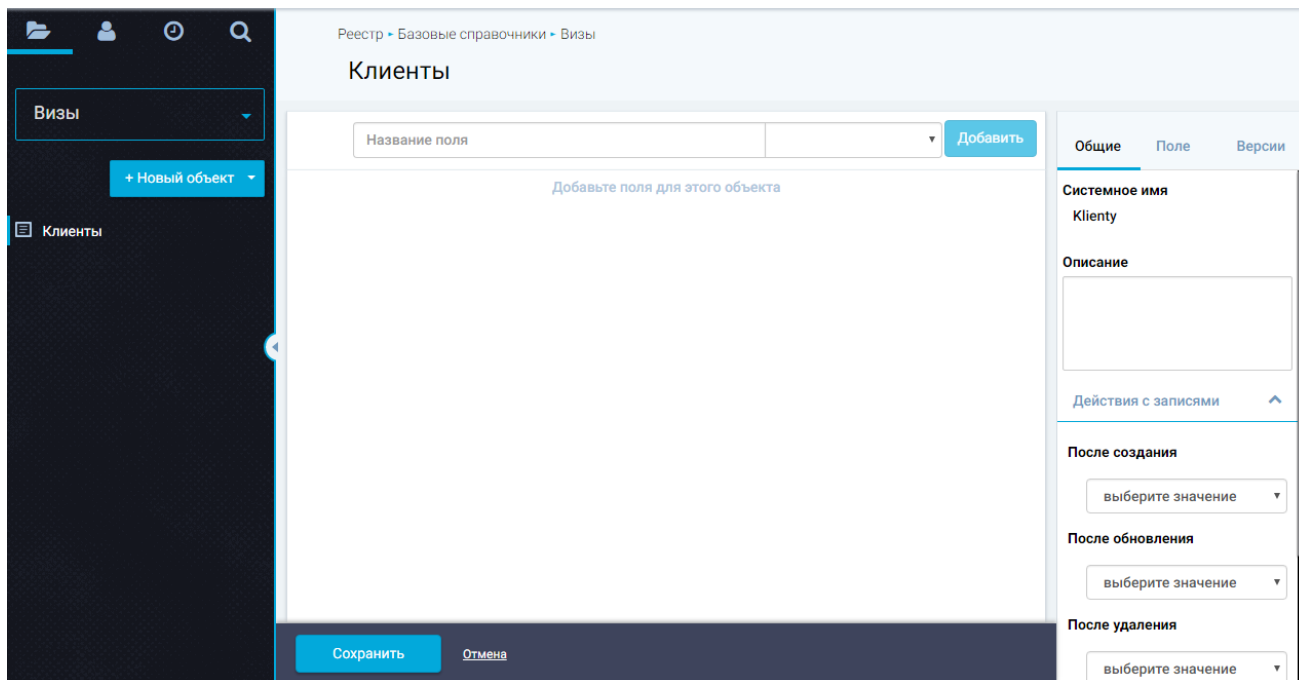 Реестр ▸ Базовые справочники ▸ Визы
Клиенты
Визы
+ Новый объект
Клиенты
Название поля
Добавить
Добавьте поля для этого объекта
Общие Поле Версии
Системное имя
Klienty
Описание
Действия с записями
После создания
выберите значение
После обновления
выберите значение
После удаления
выберите значение
Сохранить Отмена